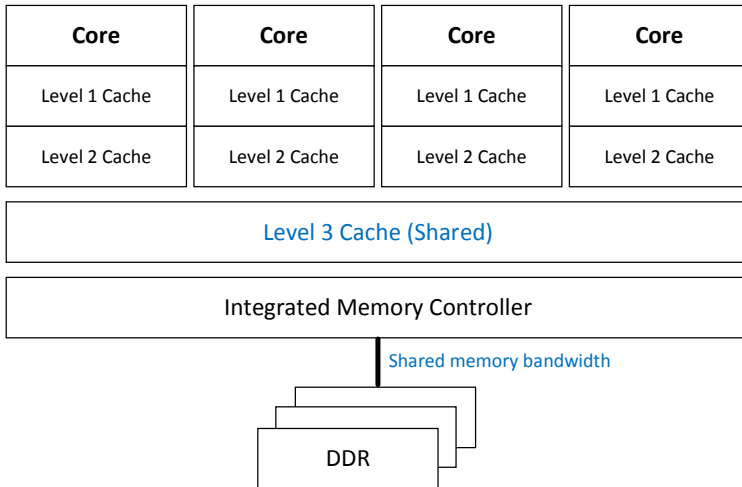 Core Core Core Core
Level 1 Cache Level 1 Cache Level 1 Cache Level 1 Cache
Level 2 Cache Level 2 Cache Level 2 Cache Level 2 Cache
Level 3 Cache (Shared)
Integrated Memory Controller
Shared memory bandwidth
DDR